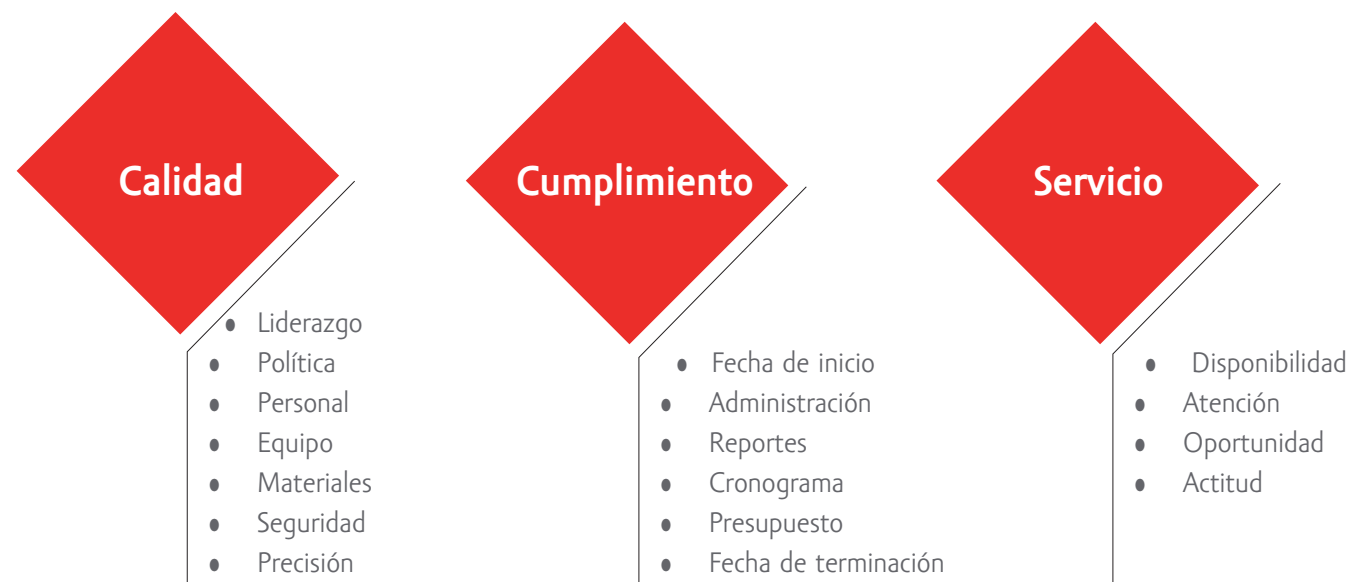 Calidad
• Liderazgo
• Política
• Personal
• Equipo
• Materiales
• Seguridad
• Precisión
Cumplimiento
• Fecha de inicio
• Administración
• Reportes
• Cronograma
• Presupuesto
• Fecha de terminación
Servicio
• Disponibilidad
• Atención
• Oportunidad
• Actitud